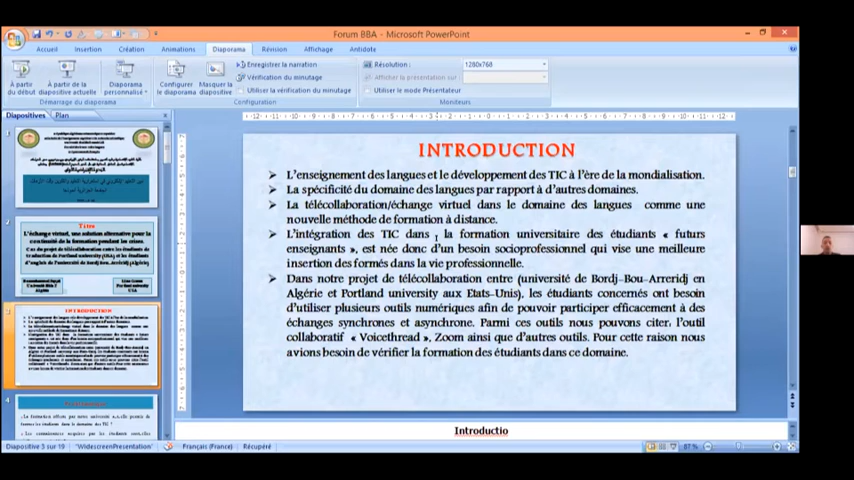 Forum BBA - Microsoft PowerPoint
Accueil Insertion Création Animations Diaporama Révision Affichage Antidote
À partir du début
À partir de la diapositive actuelle
Diaporama personnalisé
Démarrage du diaporama
Configurer le diaporama
Masquer la diapositive
Enregistrer la narration
Vérification du minutage
Utiliser la vérification du minutage
Configuration
Résolution : 1280x768
Afficher la présentation sur :
Utiliser le mode Présentateur
Moniteurs
Diapositives Plan
2
Titre
L'échange virtuel, une solution alternative pour la
continuité de la formation pendant les crises.
3
INTRODUCTION
4
INTRODUCTION
L'enseignement des langues et le développement des TIC à l'ère de la mondialisation.
La spécificité du domaine des langues par rapport à d'autres domaines.
La télécollaboration/échange virtuel dans le domaine des langues comme une
nouvelle méthode de formation à distance.
L'intégration des TIC dans la formation universitaire des étudiants « futurs
enseignants », est née donc d'un besoin socioprofessionnel qui vise une meilleure
insertion des formés dans la vie professionnelle.
Dans notre projet de télécollaboration entre (université de Bordj-Bou-Arreridj en
Algérie et Portland university aux Etats-Unis), les étudiants concernés ont besoin
d'utiliser plusieurs outils numériques afin de pouvoir participer efficacement à des
échanges synchrones et asynchrone. Parmi ces outils nous pouvons citer, l'outil
collaboratif « Voicethread », Zoom ainsi que d'autres outils. Pour cette raison nous
avions besoin de vérifier la formation des étudiants dans ce domaine.
Introductio
Diapositive 3 sur 19 "WidescreenPresentation" Français (France) Récupéré 87 %